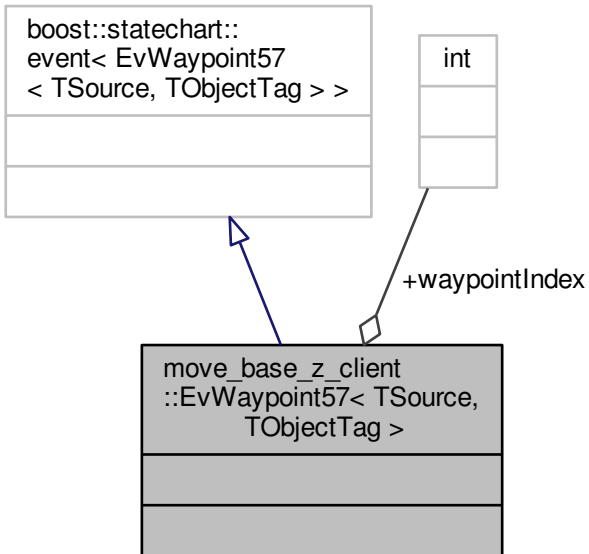 boost::statechart::
event< EvWaypoint57
< TSource, TObjectTag > >
int
+waypointIndex
move_base_z_client
::EvWaypoint57< TSource,
TObjectTag >